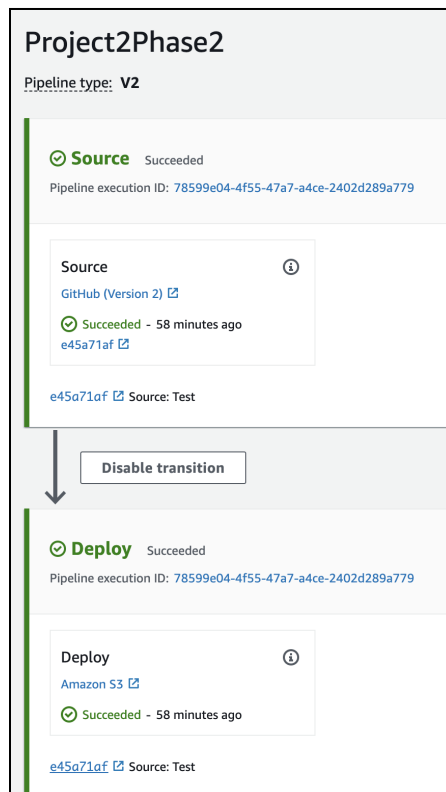 Project2Phase2
Pipeline type: V2
Source Succeeded
Pipeline execution ID: 78599e04-4f55-47a7-a4ce-2402d289a779
Source
GitHub (Version 2)
Succeeded - 58 minutes ago
e45a71af
e45a71af Source: Test
Disable transition
Deploy Succeeded
Pipeline execution ID: 78599e04-4f55-47a7-a4ce-2402d289a779
Deploy
Amazon S3
Succeeded - 58 minutes ago
e45a71af Source: Test